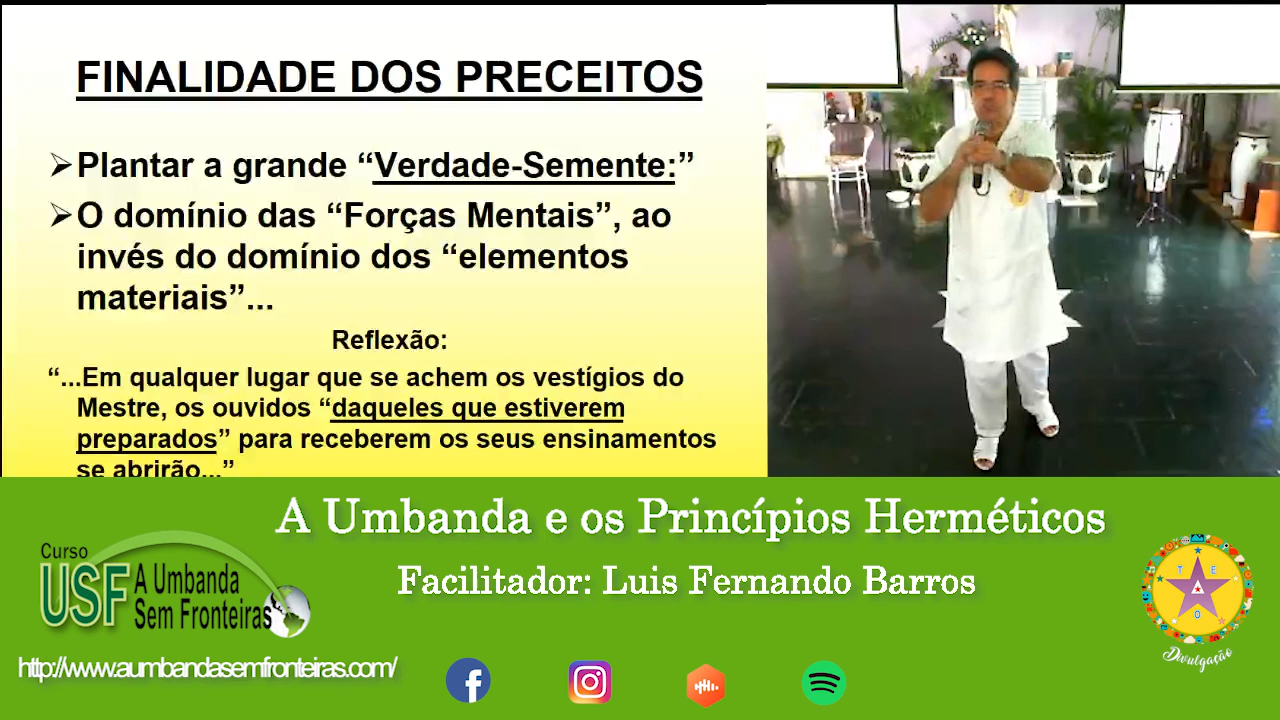 FINALIDADE DOS PRECEITOS
➢Plantar a grande “Verdade-Semente:”
➢O domínio das “Forças Mentais”, ao
invés do domínio dos “elementos
materiais”...
Reflexão:
“...Em qualquer lugar que se achem os vestígios do
Mestre, os ouvidos “daqueles que estiverem
preparados” para receberem os seus ensinamentos
se abrirão...”
A Umbanda e os Princípios Herméticos
Facilitador: Luis Fernando Barros
Curso
USF A Umbanda
Sem Fronteiras
http://www.aumbandasemfronteiras.com/
T E
A
O
Divulgação